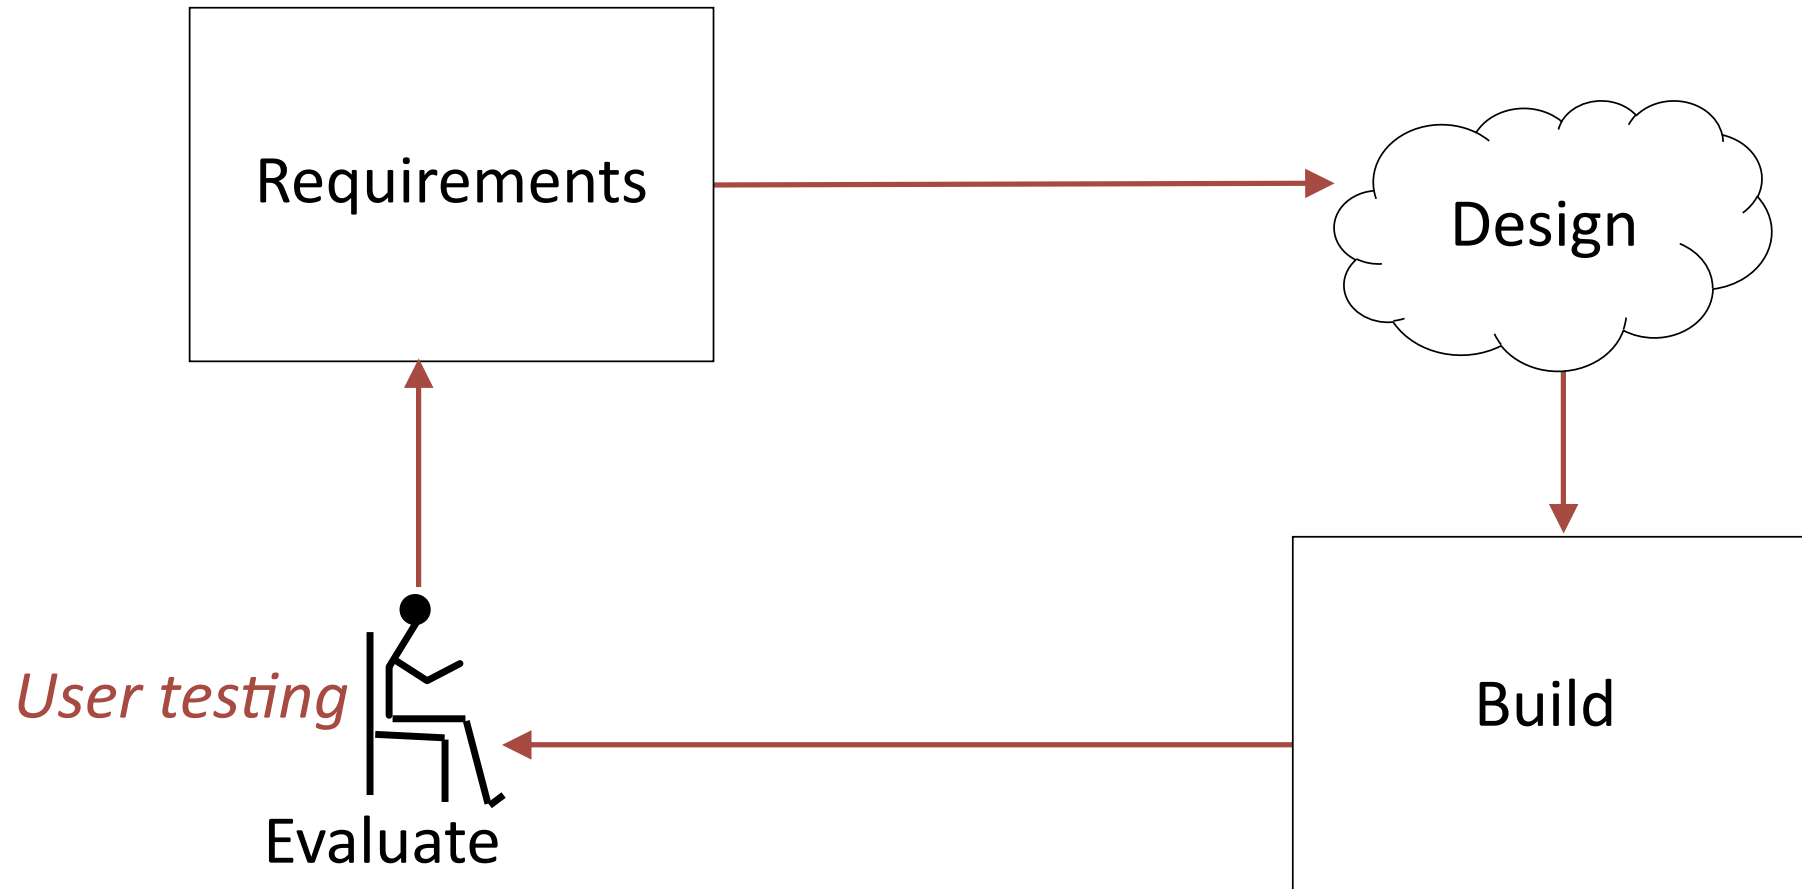 Requirements
Design
User testing
Build
Evaluate